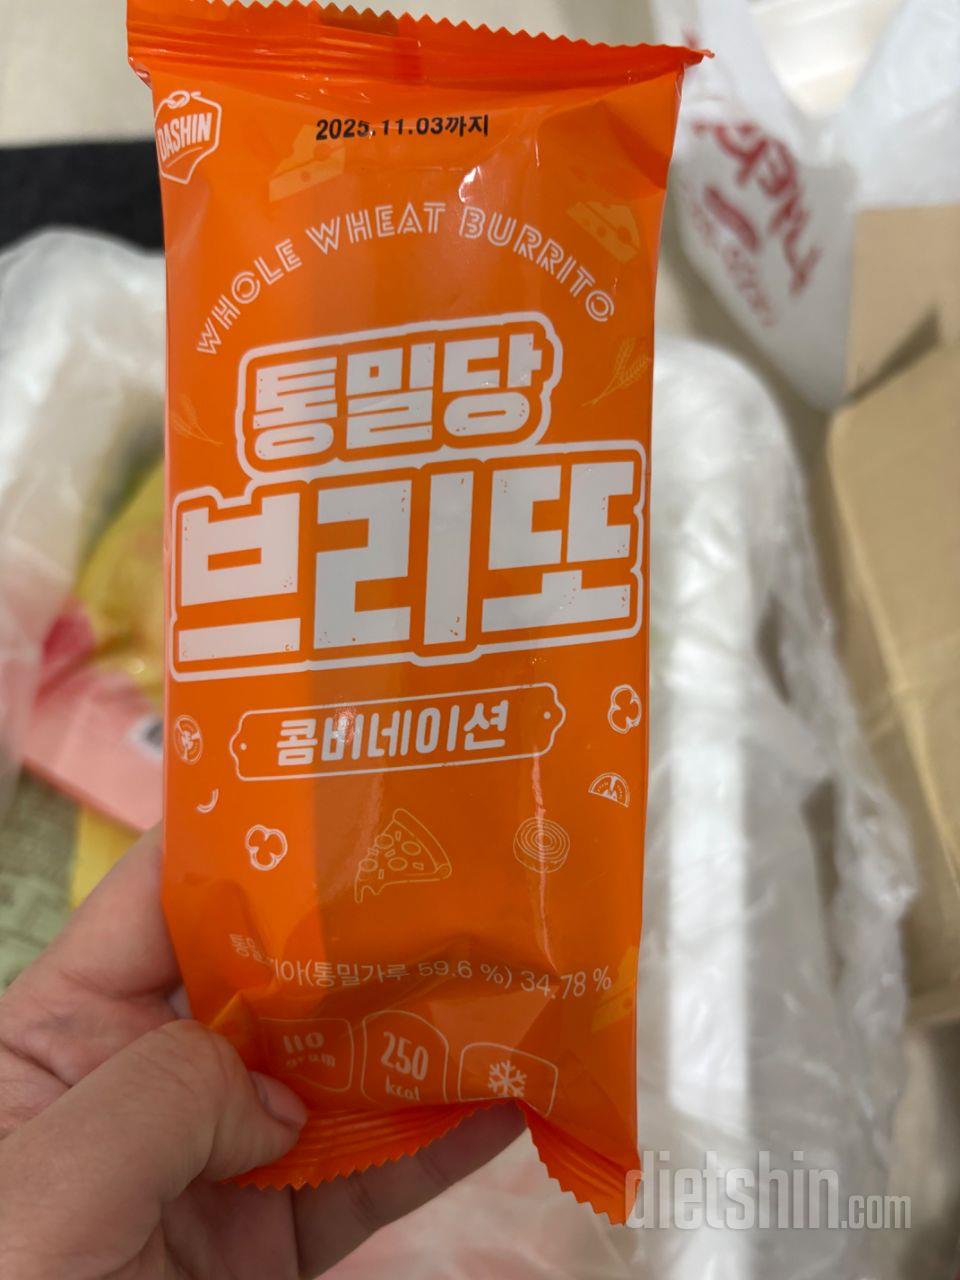 DASHIN
2025.11.03까지
WHOLE WHEAT BURRITO
통밀당
브리또
콤비네이션
(통밀가루 59.6 %) 34.78 %
110
gram
250
kcal
dietshin.com